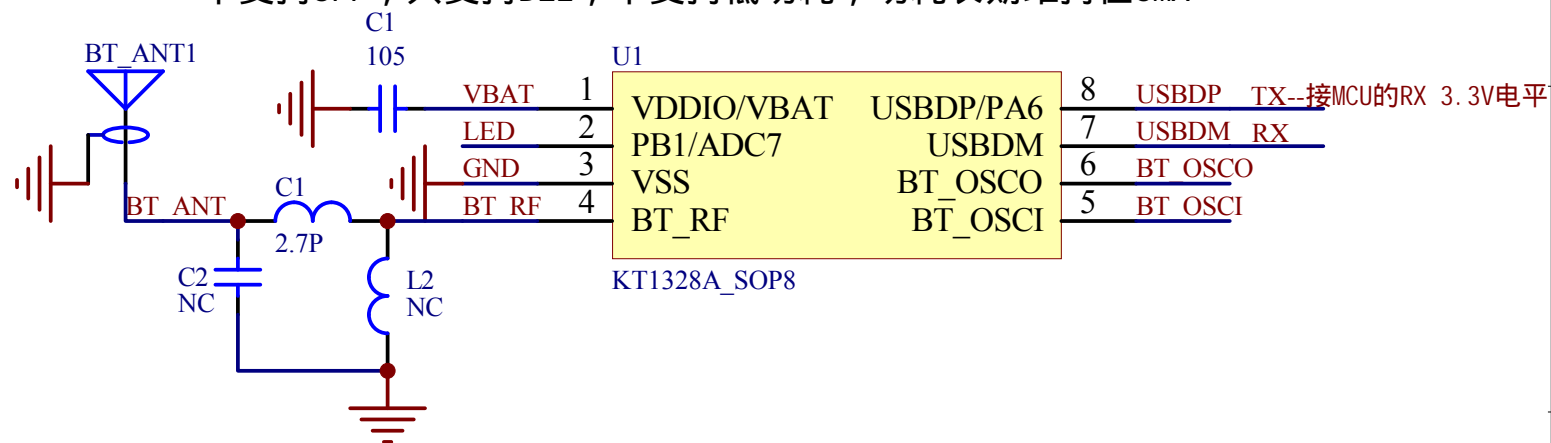 C1
105
BT_ANT1
U1
VBAT 1 VDDIO/VBAT USBDP/PA6 8 USBDP TX--接MCU的RX 3.3V电平
LED 2 PB1/ADC7 USBDM 7 USBDM RX
GND 3 VSS BT_OSCO 6 BT_OSCO
BT_ANT C1 BT_RF 4 BT_RF BT_OSCI 5 BT_OSCI
2.7P
C2
NC
L2
NC
KT1328A_SOP8